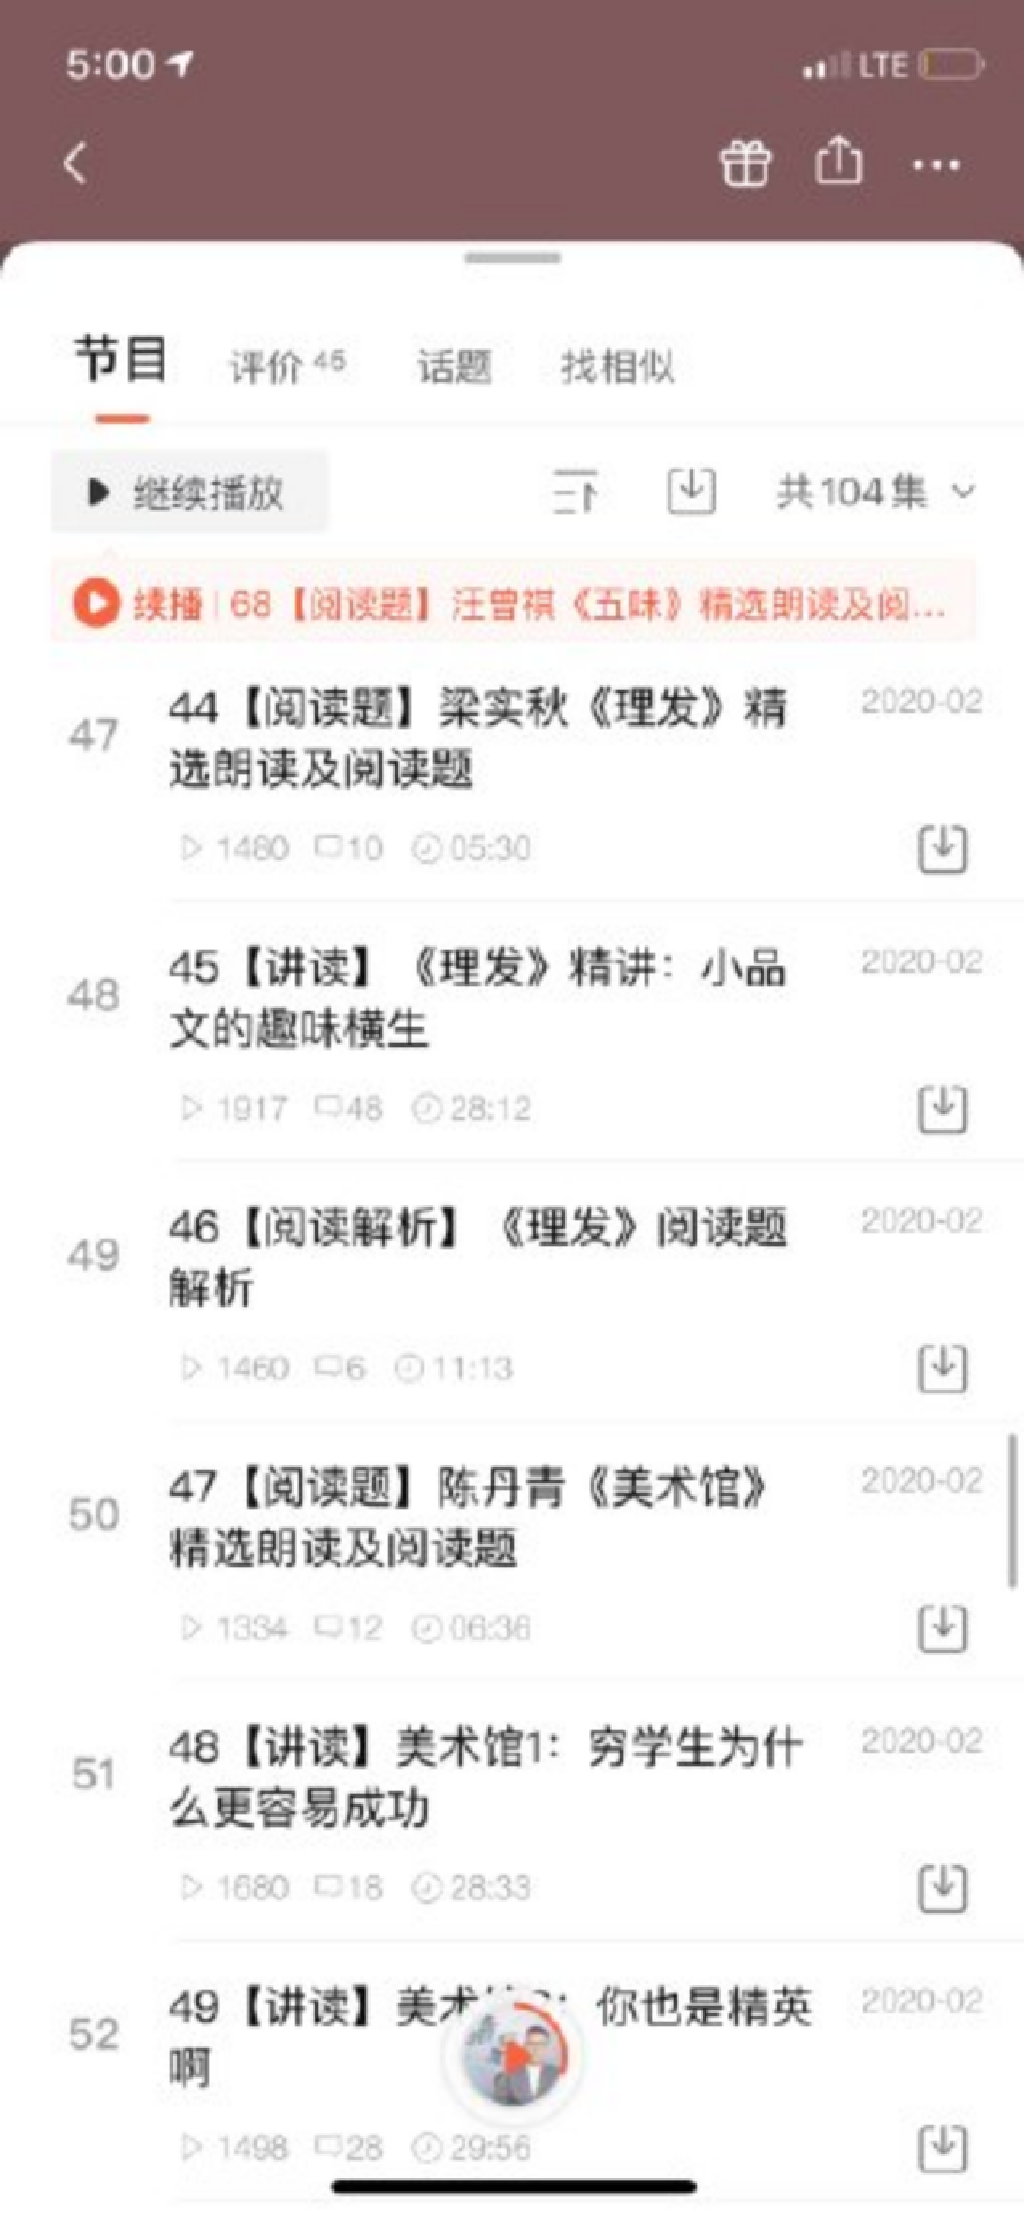 5:00
LTE
节目 评价 45 话题 找相似
继续播放 共104集
续播 | 68【阅读题】汪曾祺《五味》精选朗读及阅...
47
44【阅读题】梁实秋《理发》精
选朗读及阅读题
2020-02
1480 10 05:30
48
45【讲读】《理发》精讲：小品
文的趣味横生
2020-02
1917 48 28:12
49
46【阅读解析】《理发》阅读题
解析
2020-02
1460 6 11:13
50
47【阅读题】陈丹青《美术馆》
精选朗读及阅读题
2020-02
1334 12 06:36
51
48【讲读】美术馆1：穷学生为什
么更容易成功
2020-02
1680 18 28:33
52
49【讲读】美术 ：你也是精英
啊
2020-02
1498 28 29:56